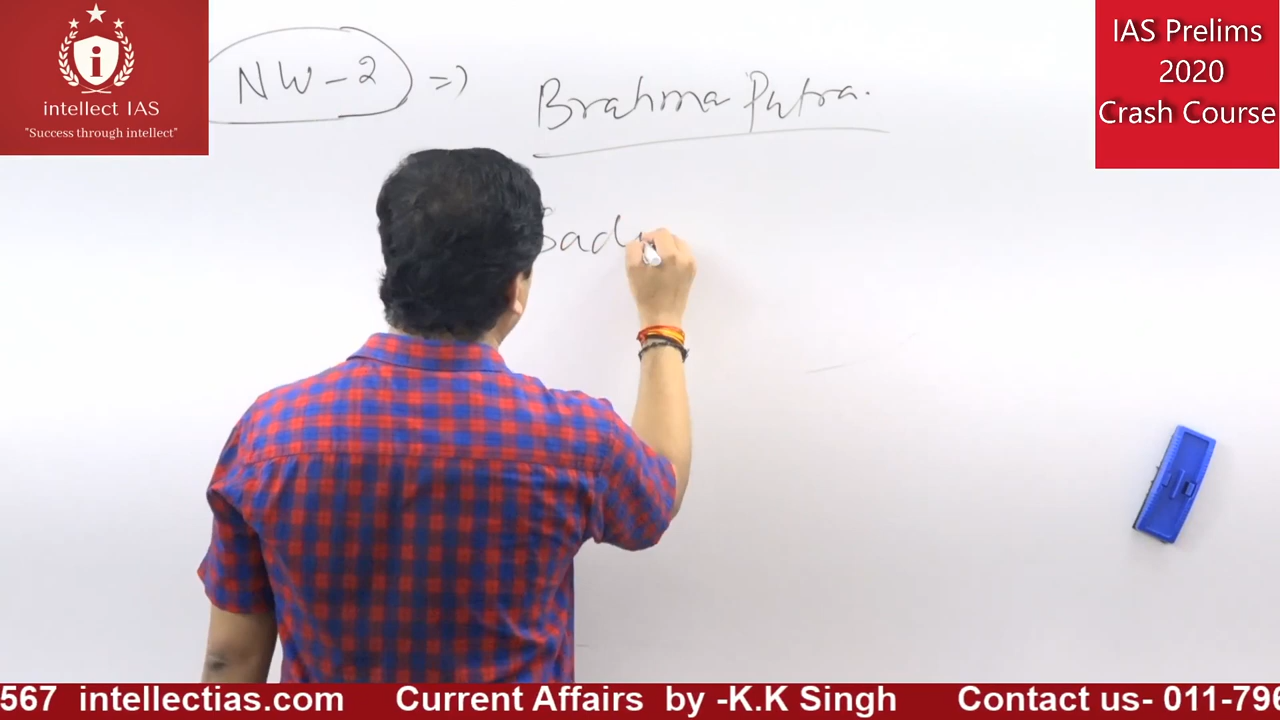 intellect IAS
"Success through intellect"
IAS Prelims
2020
Crash Course
NW-2 => Brahma Putra.
Sadi
567 intellectias.com Current Affairs by -K.K Singh Contact us- 011-796